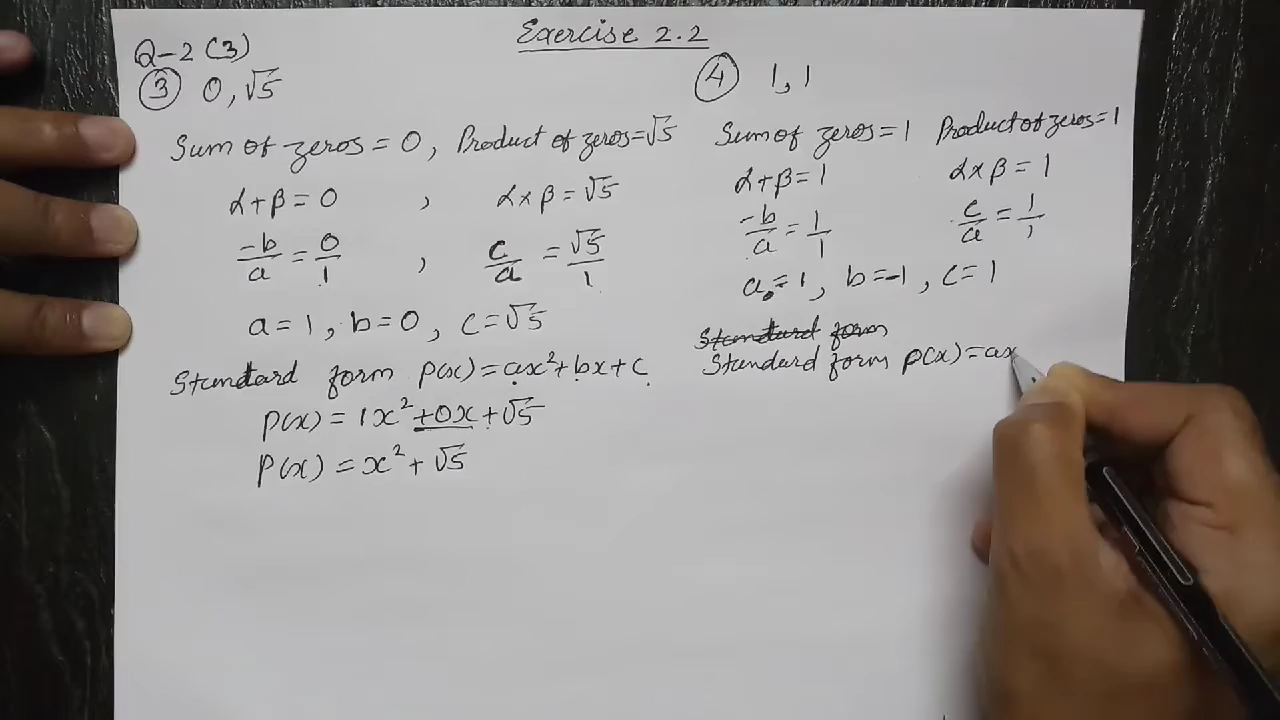 Exercise 2.2
Q-2 (3)
③ 0, √5
Sum of zeros = 0, Product of zeros = √5
α+β = 0 , α×β = √5
-b/a = 0/1 , c/a = √5/1
a = 1, b = 0, c = √5
Standard form p(x) = ax²+bx+c
p(x) = 1x² +0x + √5
p(x) = x² + √5
④ 1, 1
Sum of zeros = 1 Product of zeros = 1
α+β = 1 α×β = 1
-b/a = 1/1 c/a = 1/1
a = 1, b = -1, c = 1
Standard form
Standard form p(x) = ax